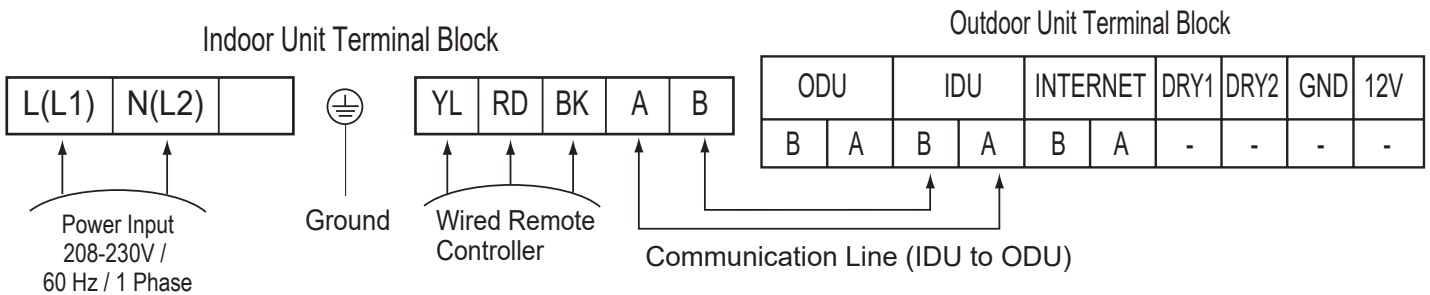 Indoor Unit Terminal Block
Outdoor Unit Terminal Block
L(L1) N(L2)
YL RD BK A B
ODU IDU INTERNET DRY1 DRY2 GND 12V
B A B A B A - - - -
Power Input
208-230V /
60 Hz / 1 Phase
Ground
Wired Remote
Controller
Communication Line (IDU to ODU)